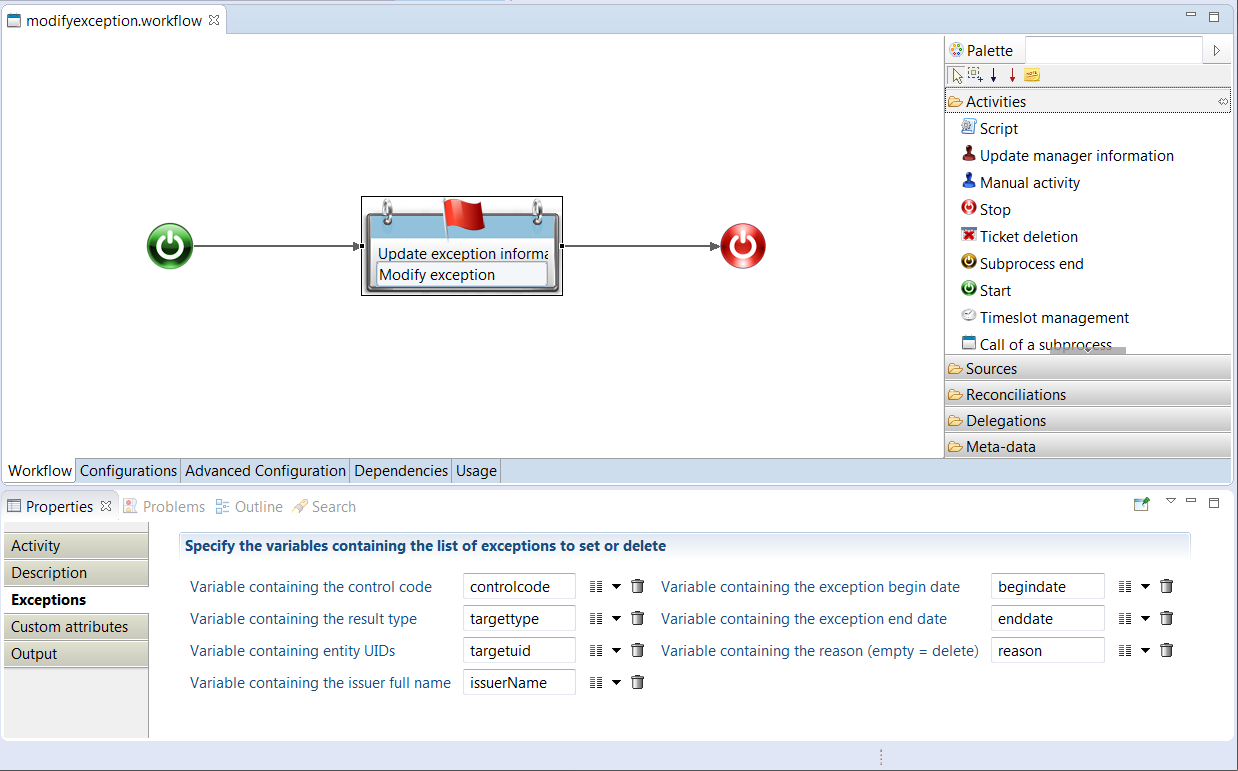 modifyexception.workflow
Palette
Activities
Script
Update manager information
Manual activity
Stop
Ticket deletion
Subprocess end
Start
Timeslot management
Call of a subprocess
Sources
Reconciliations
Delegations
Meta-data
Update exception informa
Modify exception
Workflow Configurations Advanced Configuration Dependencies Usage
Properties Problems Outline Search
Activity
Description
Exceptions
Custom attributes
Output
Specify the variables containing the list of exceptions to set or delete
Variable containing the control code controlcode Variable containing the exception begin date begindate
Variable containing the result type targettype Variable containing the exception end date enddate
Variable containing entity UIDs targetuid Variable containing the reason (empty = delete) reason
Variable containing the issuer full name issuerName